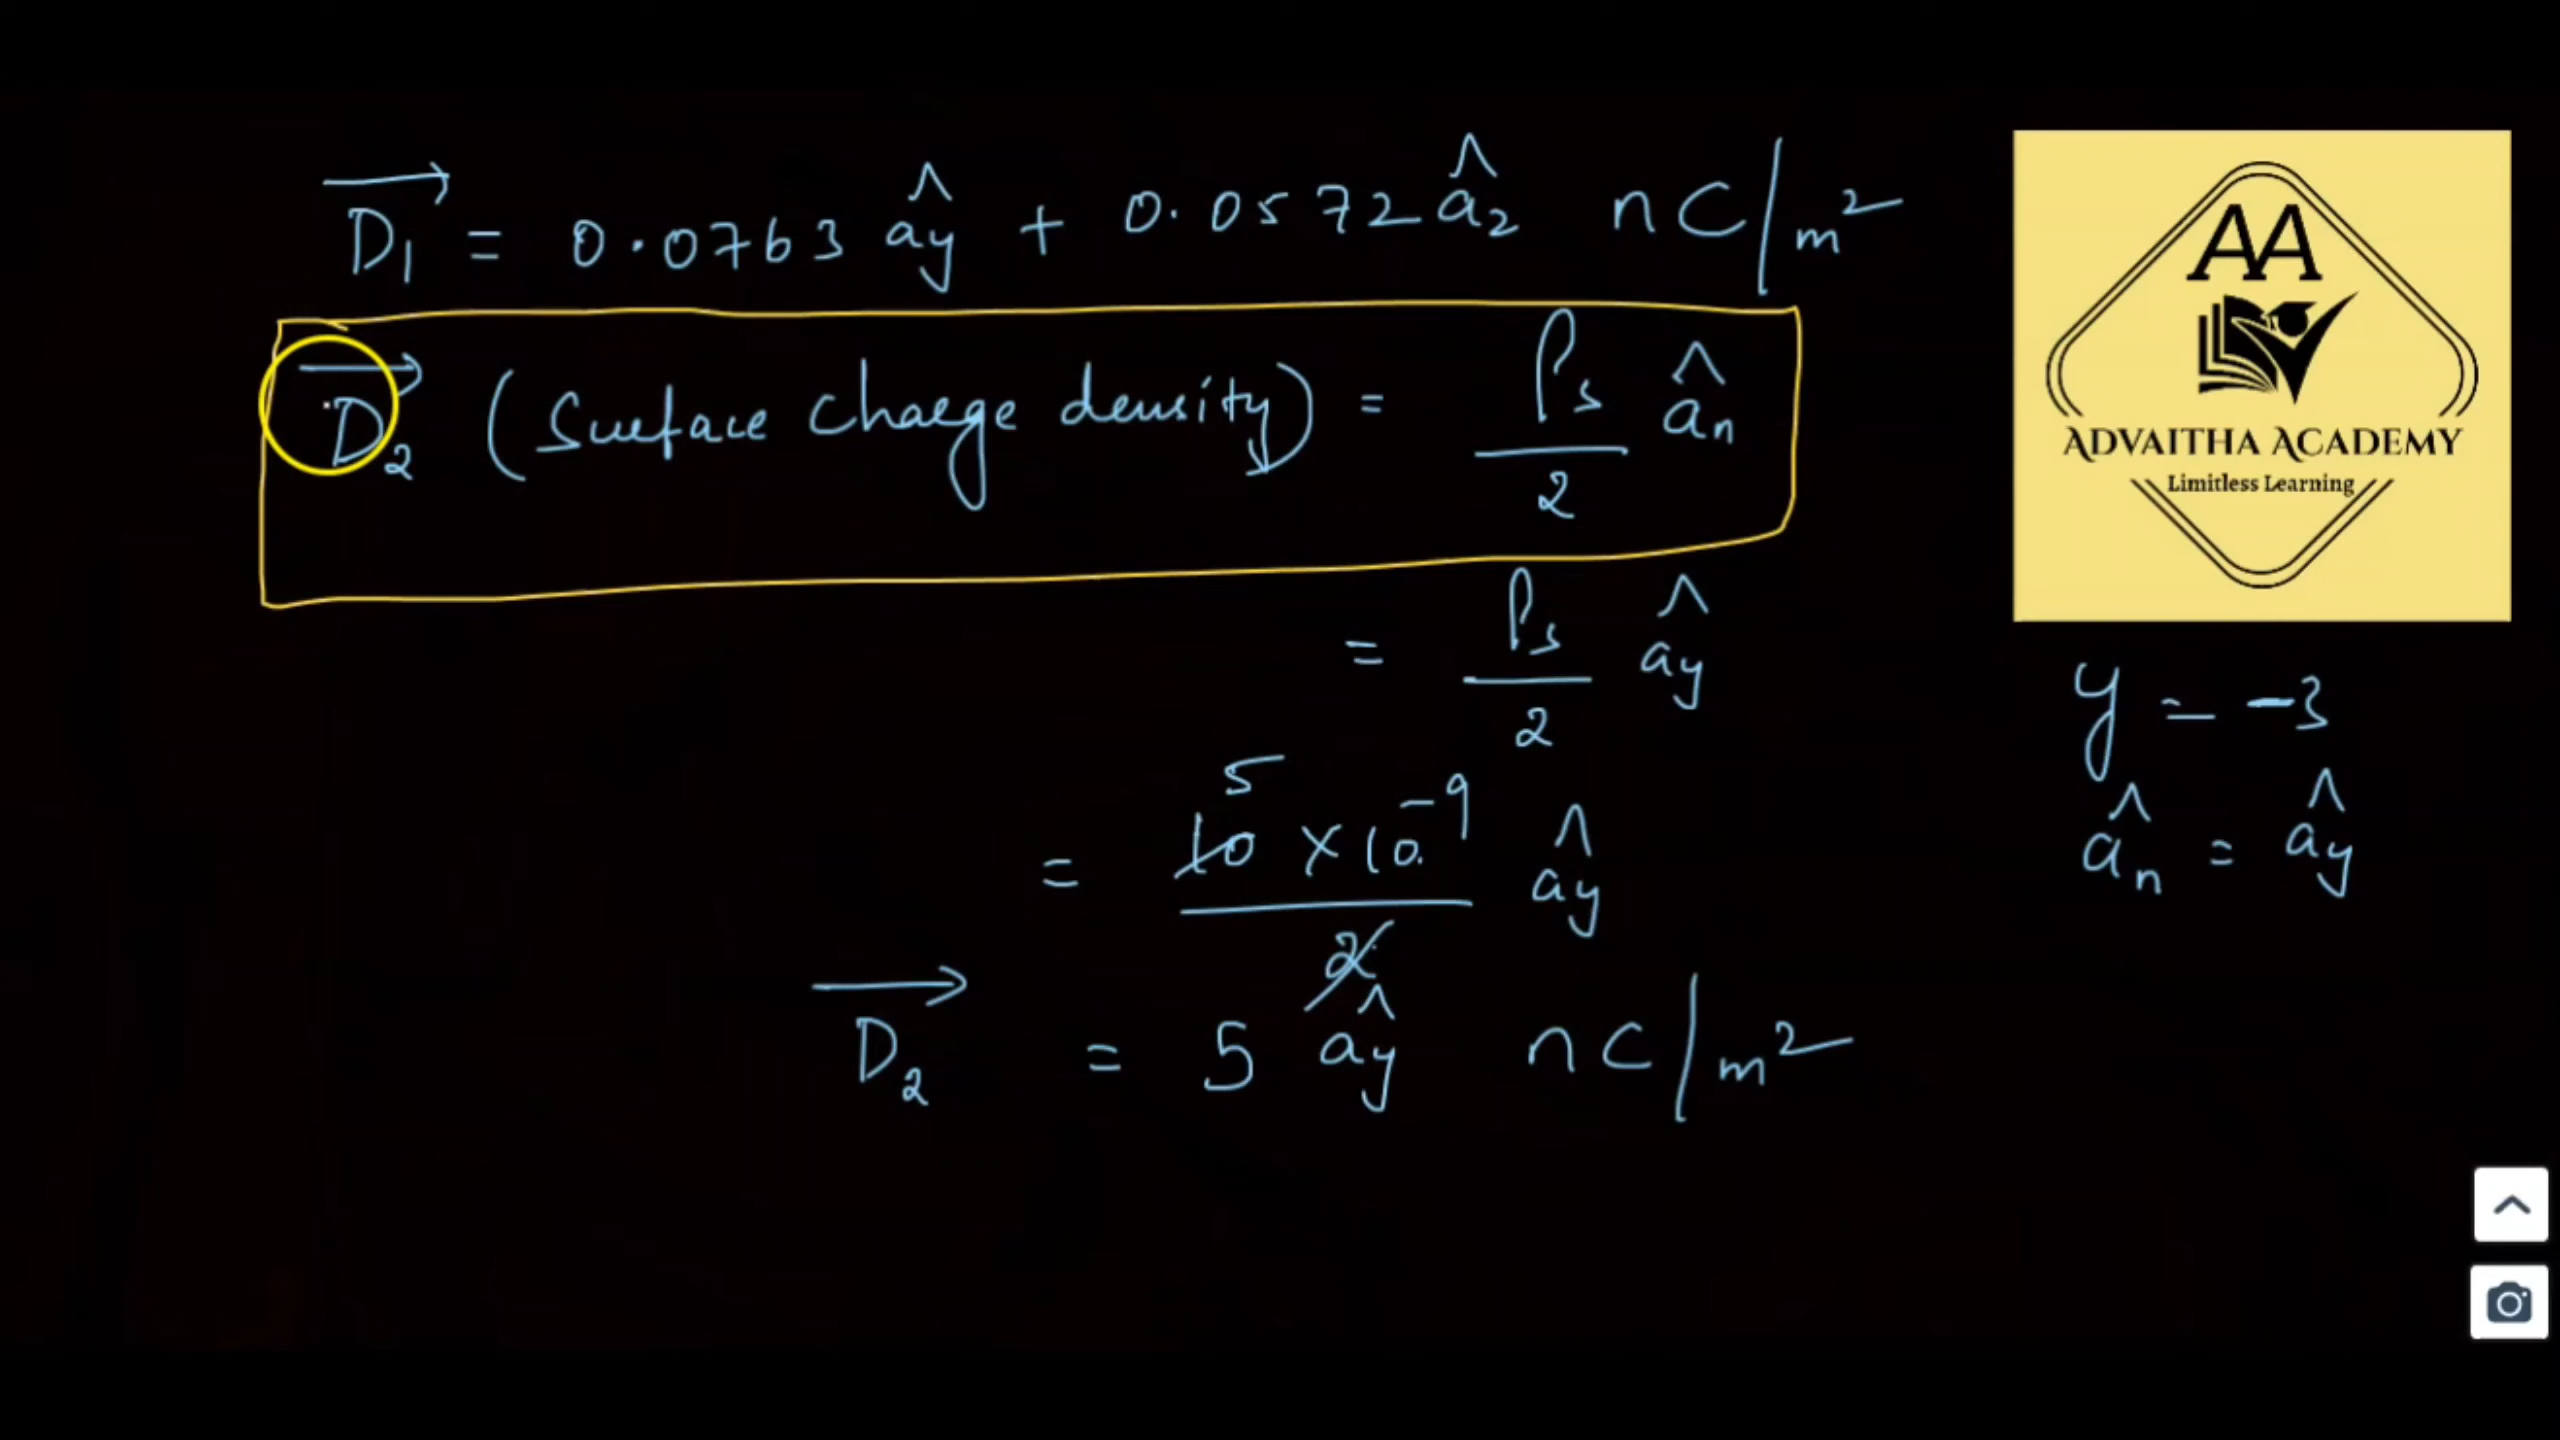 D₁ = 0.0763 ây + 0.0572 â₂ nC/m²
D₂ (Surface charge density) = ρs/2 ân
= ρs/2 ây
5
= 10 × 10⁻⁹/2 ây
D₂ = 5 ây nC/m²
AA
ADVAITHA ACADEMY
Limitless Learning
y = -3
ân = ây